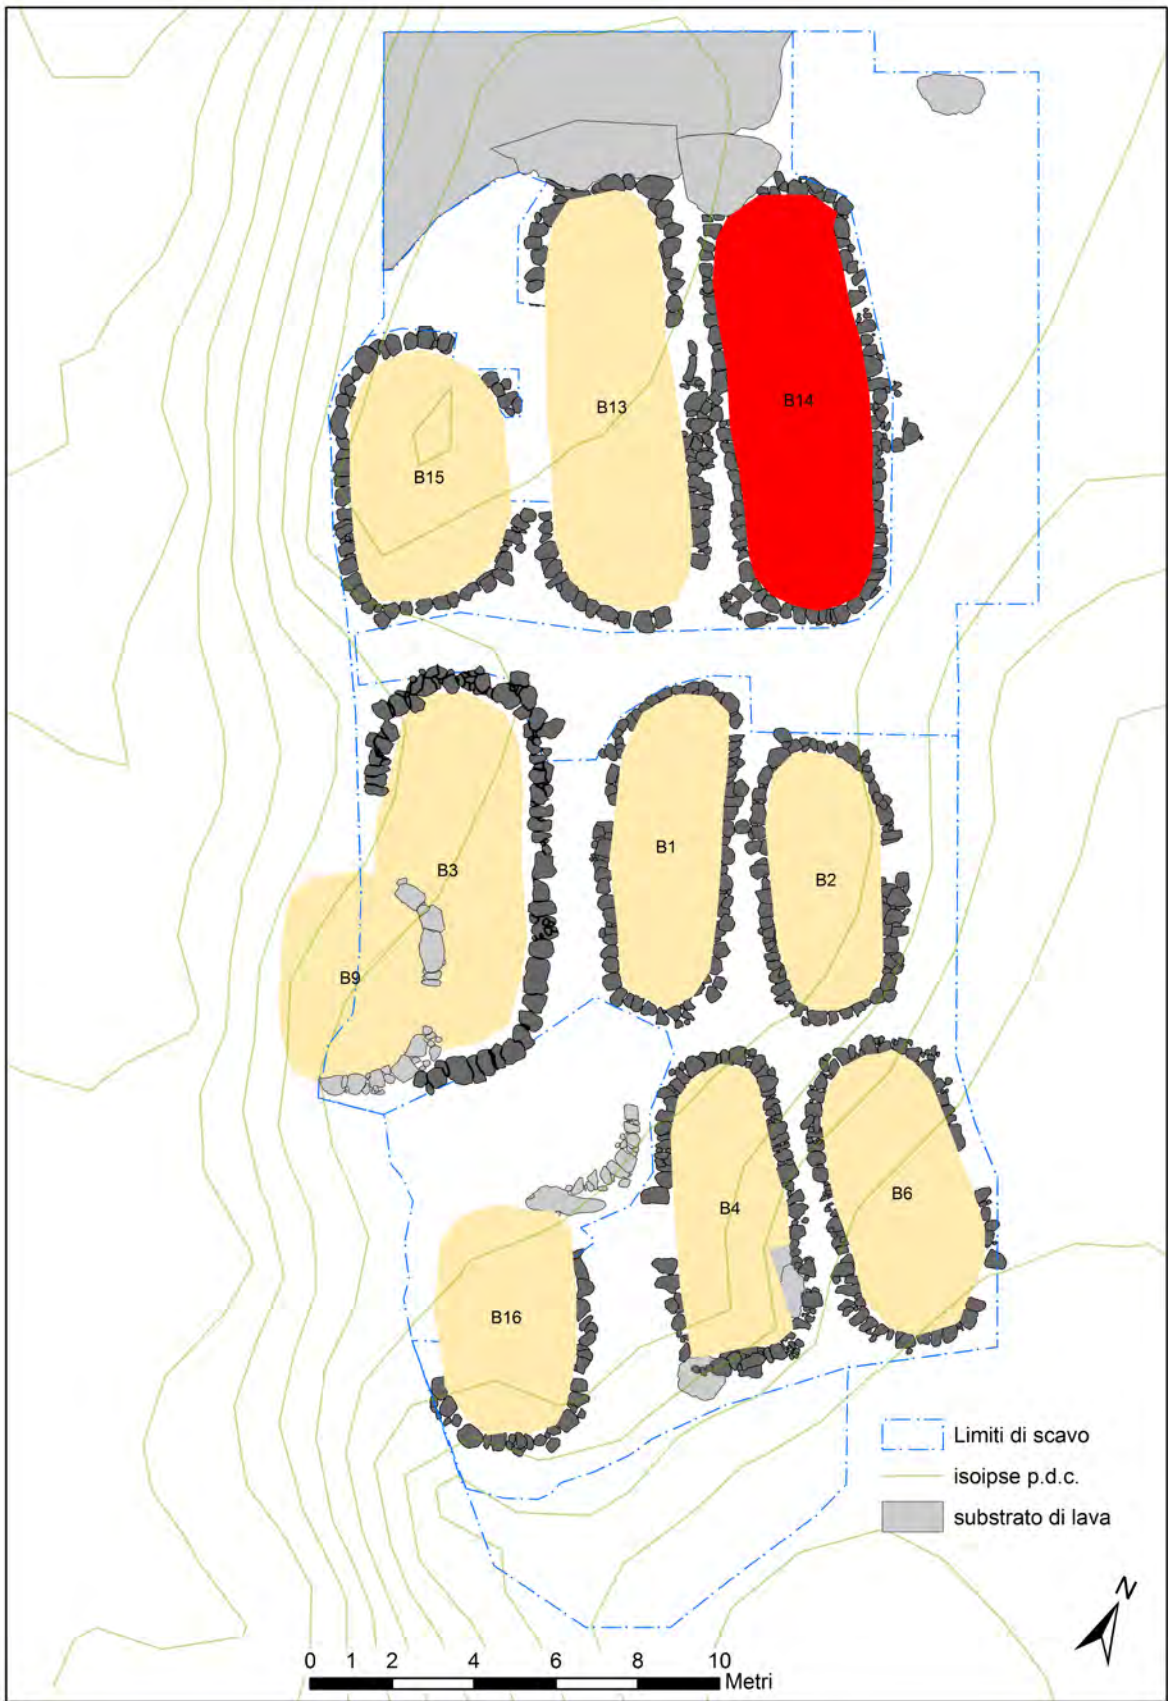 B13
B14
B15
B1
B3
B2
B9
B6
B4
B16
Limiti di scavo
isoipse p.d.c.
substrato di lava
N
0 1 2 4 6 8 10
Metri